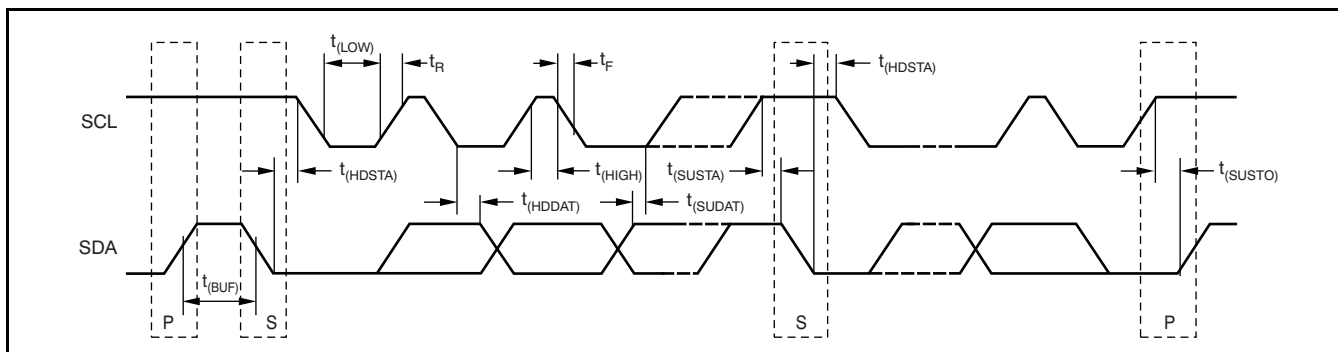 t(LOW)
tR
tF
t(HDSTA)
SCL
t(HDSTA)
t(HIGH)
t(SUSTA)
t(SUSTO)
t(HDDAT)
t(SUDAT)
SDA
t(BUF)
P
S
S
P